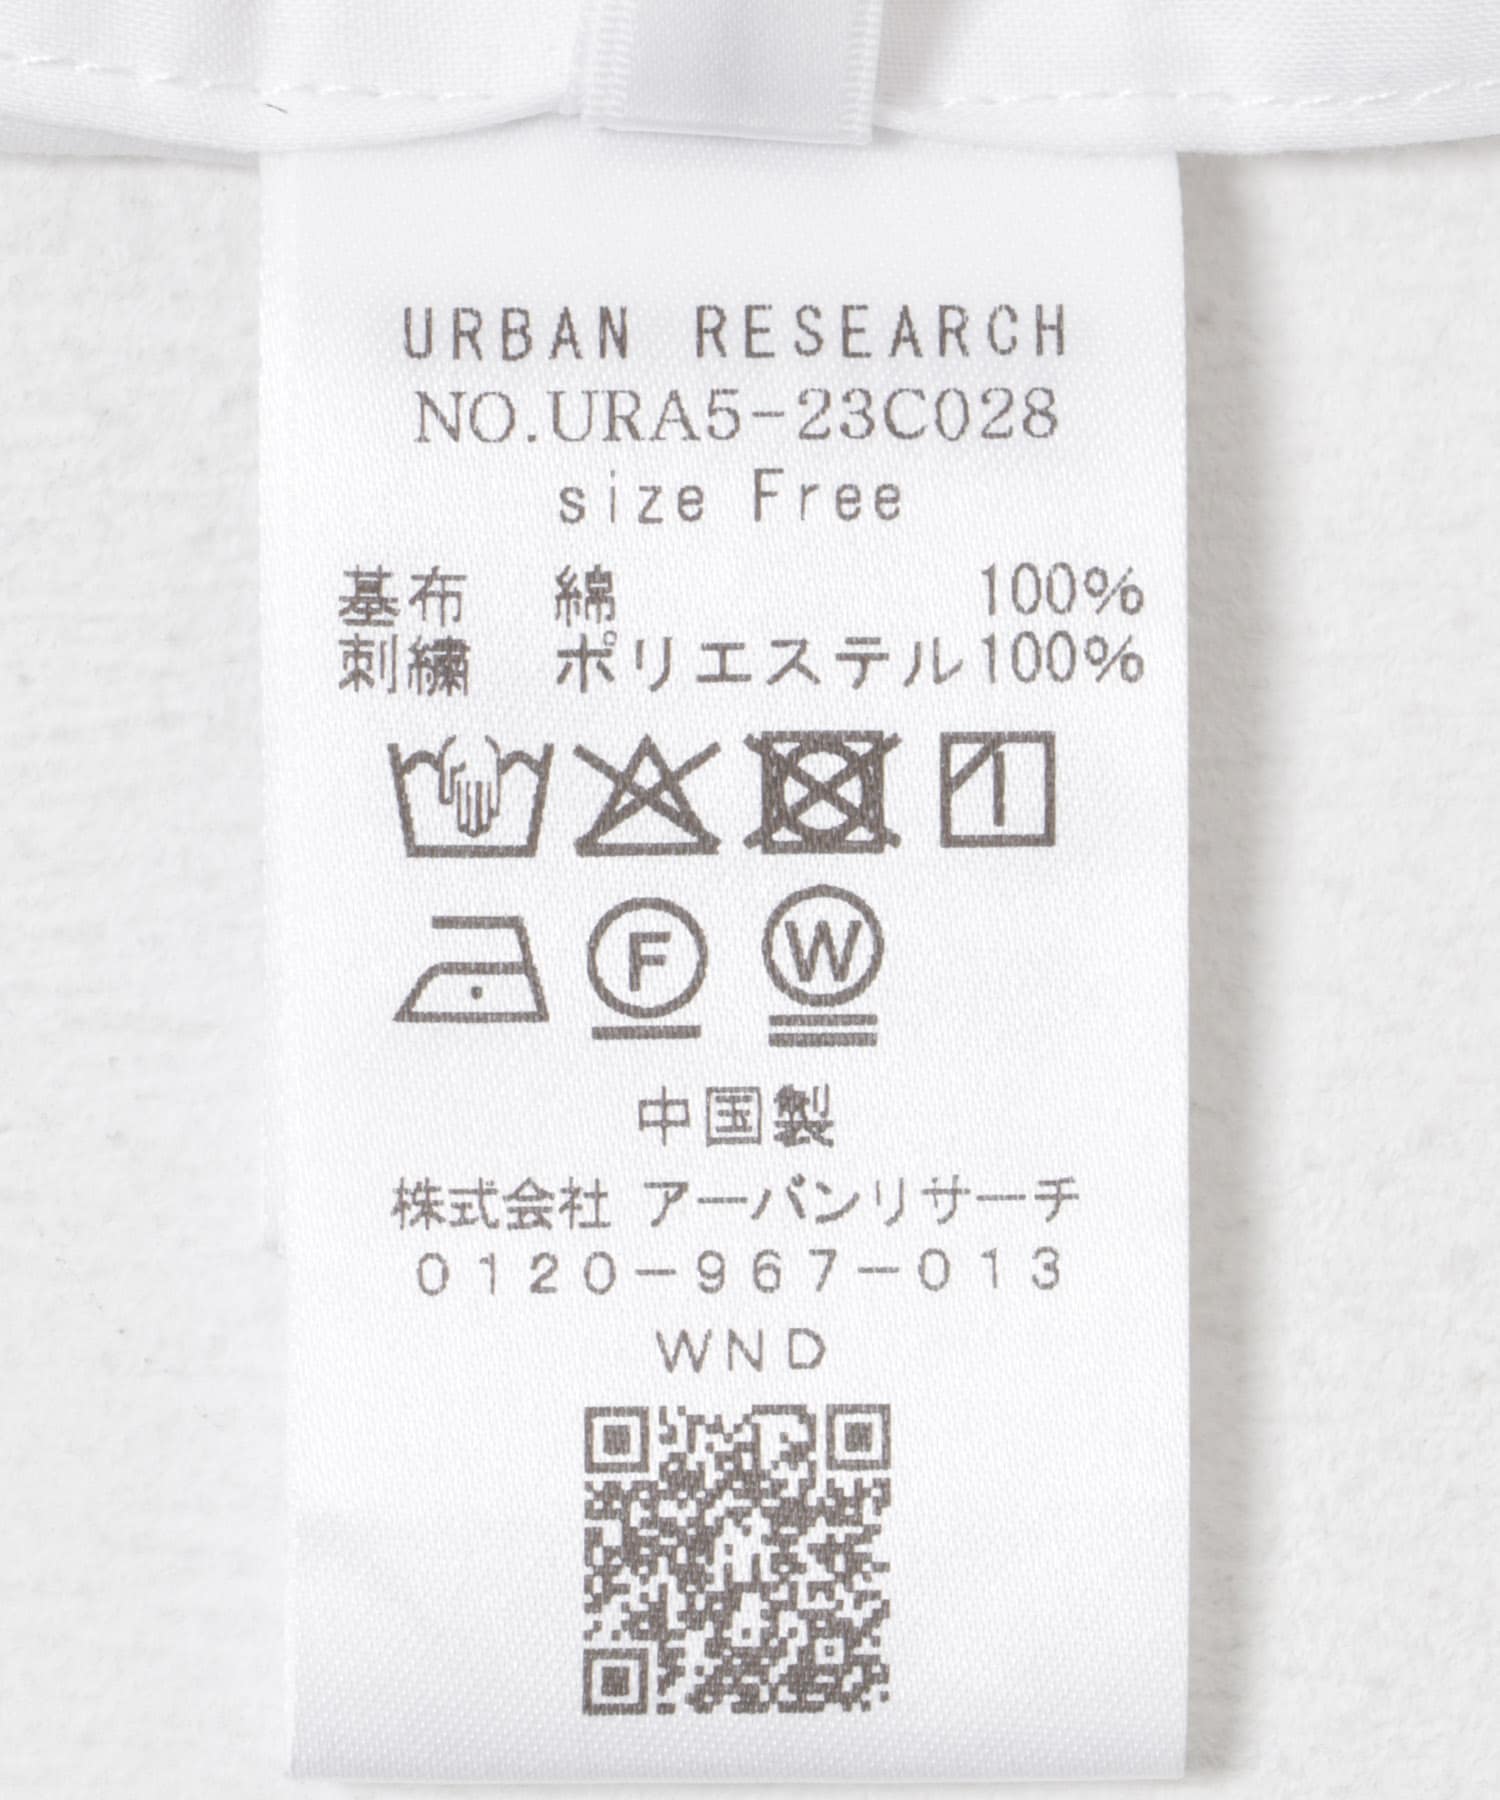 URBAN RESEARCH
NO.URA5-23C028
size Free
基布 綿 100%
刺繍 ポリエステル100%
F W
中国製
株式会社 アーバンリサーチ
0120-967-013
WND